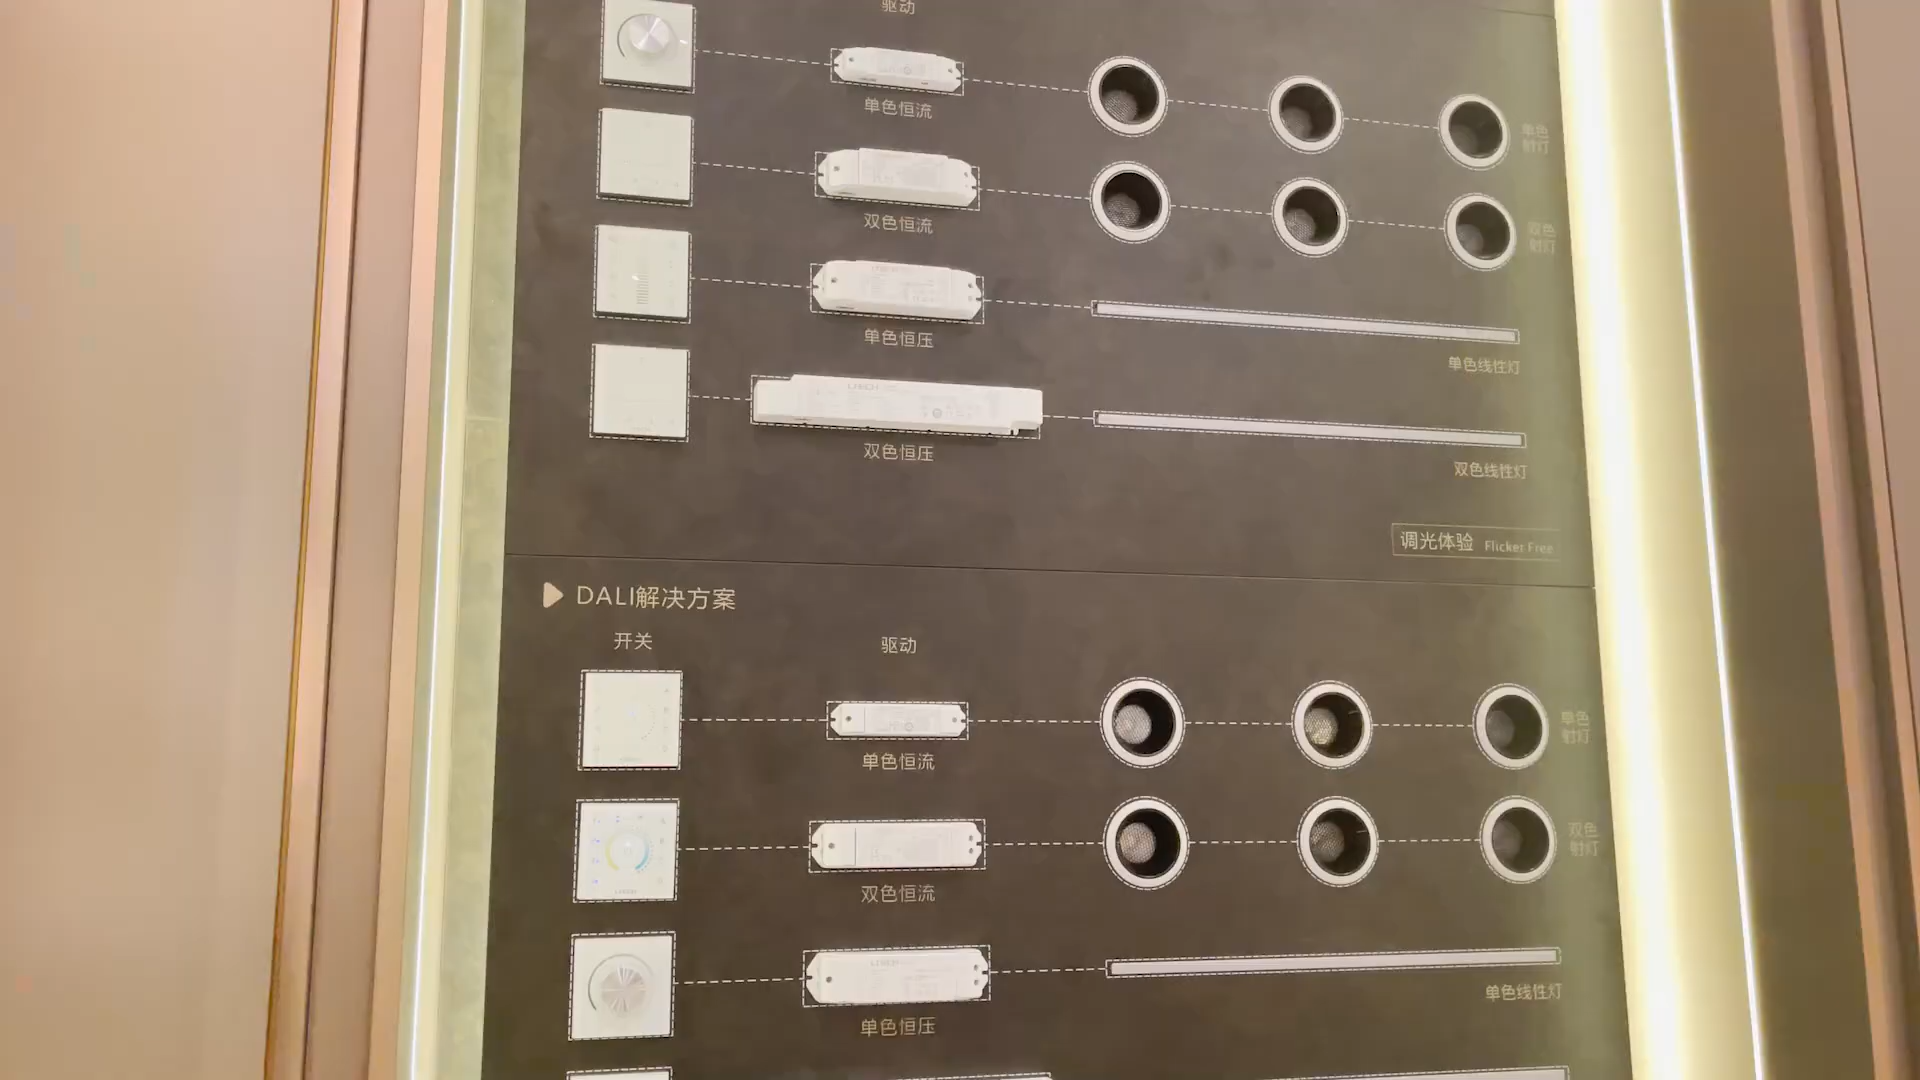 驱动
单色恒流
单色
射灯
双色恒流
双色
射灯
单色恒压
单色线性灯
LTECH
双色恒压
双色线性灯
调光体验 Flicker Free
DALI解决方案
开关
驱动
单色恒流
单色
射灯
双色恒流
双色
射灯
LTECH
单色恒压
单色线性灯